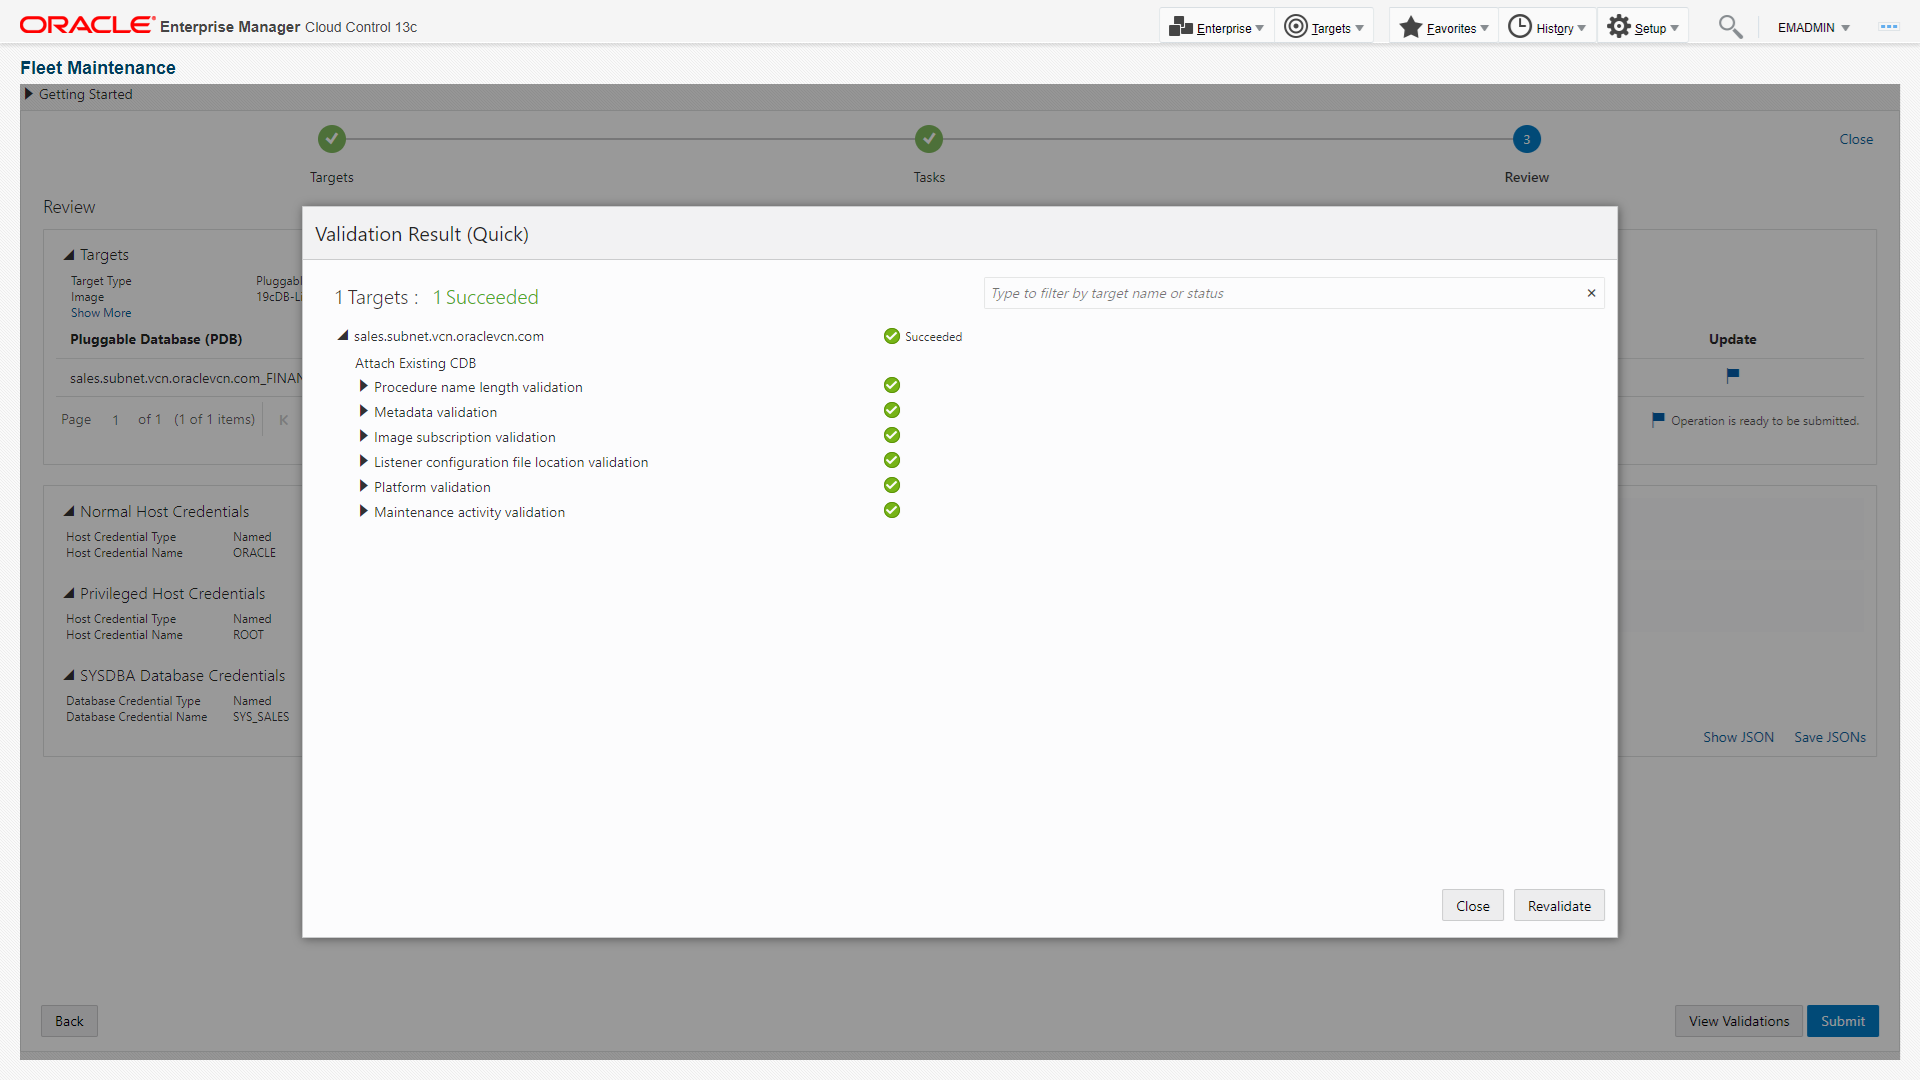 ORACLE Enterprise Manager Cloud Control 13c
Enterprise Targets Favorites History Setup EMADMIN
Fleet Maintenance
Getting Started
3 Close
Targets Tasks Review
Review
Validation Result (Quick)
Targets
Target Type Pluggabl
Image 19cDB-Li
Show More
Pluggable Database (PDB) Update
sales.subnet.vcn.oraclevcn.com_FINAN
Page 1 of 1 (1 of 1 items) Operation is ready to be submitted.
1 Targets : 1 Succeeded
Type to filter by target name or status
sales.subnet.vcn.oraclevcn.com Succeeded
Attach Existing CDB
Procedure name length validation
Metadata validation
Image subscription validation
Listener configuration file location validation
Platform validation
Maintenance activity validation
Close Revalidate
Normal Host Credentials
Host Credential Type Named
Host Credential Name ORACLE
Privileged Host Credentials
Host Credential Type Named
Host Credential Name ROOT
SYSDBA Database Credentials
Database Credential Type Named
Database Credential Name SYS_SALES
Show JSON Save JSONs
Back View Validations Submit